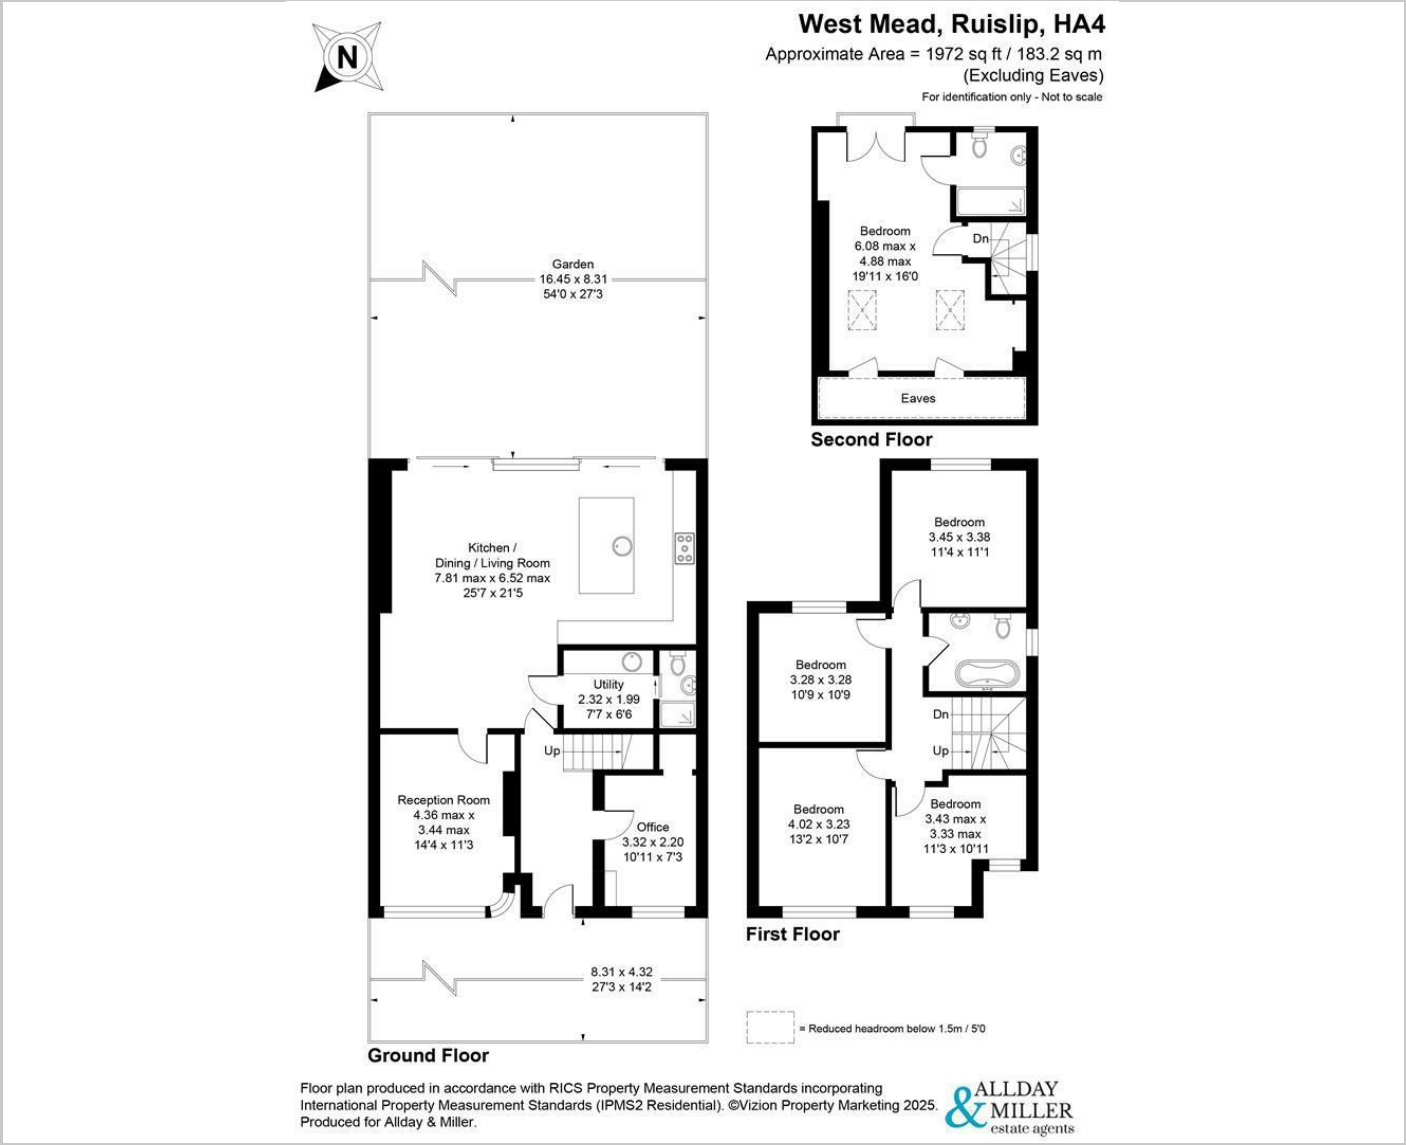 N
West Mead, Ruislip, HA4
Approximate Area = 1972 sq ft / 183.2 sq m
(Excluding Eaves)
For identification only - Not to scale
Garden
16.45 x 8.31
54'0 x 27'3
Kitchen /
Dining / Living Room
7.81 max x 6.52 max
25'7 x 21'5
Utility
2.32 x 1.99
7'7 x 6'6
Up
Reception Room
4.36 max x
3.44 max
14'4 x 11'3
Office
3.32 x 2.20
10'11 x 7'3
8.31 x 4.32
27'3 x 14'2
Ground Floor
Bedroom
6.08 max x
4.88 max
19'11 x 16'0
Dn
Eaves
Second Floor
Bedroom
3.45 x 3.38
11'4 x 11'1
Bedroom
3.28 x 3.28
10'9 x 10'9
Dn
Up
Bedroom
4.02 x 3.23
13'2 x 10'7
Bedroom
3.43 max x
3.33 max
11'3 x 10'11
First Floor
= Reduced headroom below 1.5m / 5'0
Floor plan produced in accordance with RICS Property Measurement Standards incorporating
International Property Measurement Standards (IPMS2 Residential). ©Vizion Property Marketing 2025.
Produced for Allday & Miller.
ALLDAY
& MILLER
estate agents